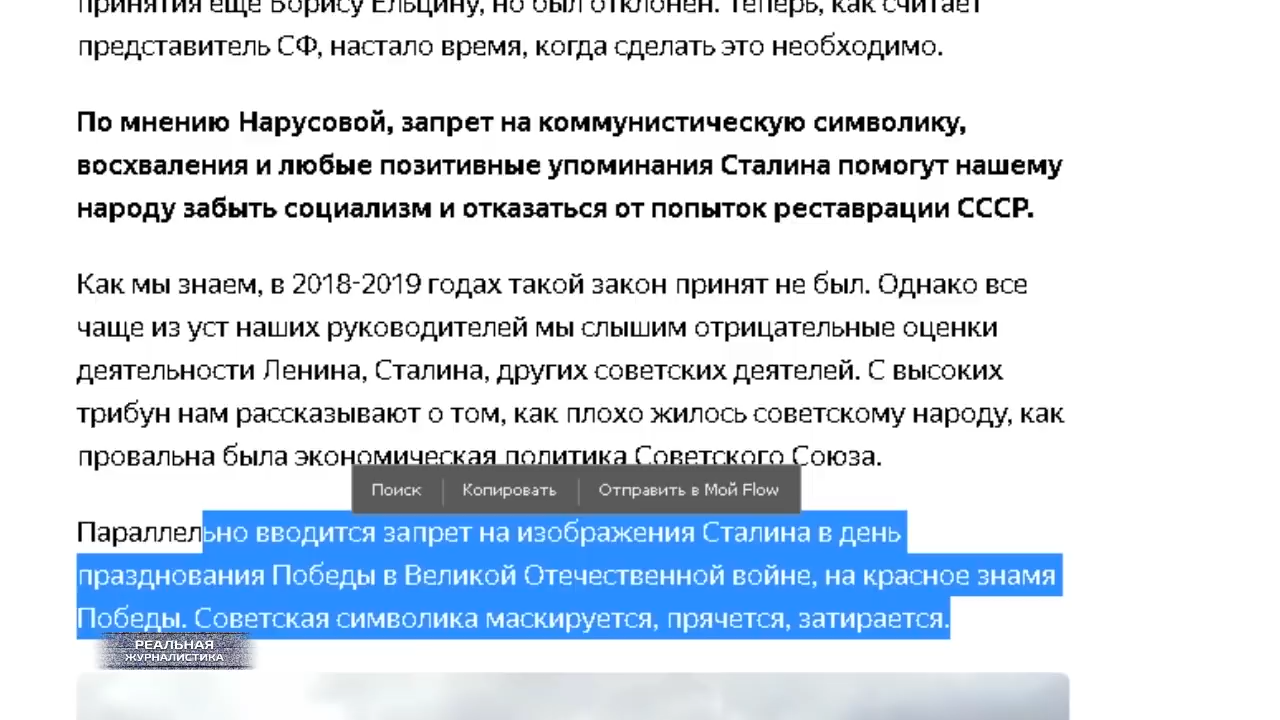 принятия еще Борису Ельцину, но был отклонен. Теперь, как считает
представитель СФ, настало время, когда сделать это необходимо.
По мнению Нарусовой, запрет на коммунистическую символику,
восхваления и любые позитивные упоминания Сталина помогут нашему
народу забыть социализм и отказаться от попыток реставрации СССР.
Как мы знаем, в 2018-2019 годах такой закон принят не был. Однако все
чаще из уст наших руководителей мы слышим отрицательные оценки
деятельности Ленина, Сталина, других советских деятелей. С высоких
трибун нам рассказывают о том, как плохо жилось советскому народу, как
провальна была экономическая политика Советского Союза.
Поиск Копировать Отправить в Мой Flow
Параллельно вводится запрет на изображения Сталина в день
празднования Победы в Великой Отечественной войне, на красное знамя
Победы. Советская символика маскируется, прячется, затирается.
РЕАЛЬНАЯ
ЖУРНАЛИСТИКА